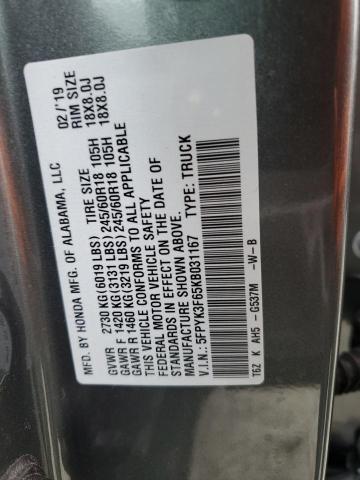 MFD. BY HONDA MFG. OF ALABAMA, LLC 02/'19
TIRE SIZE RIM SIZE
GVWR 2730 KG(6019 LBS)
GAWR F 1420 KG(3131 LBS) 245/60R18 105H 18X8.0J
GAWR R 1460 KG(3219 LBS) 245/60R18 105H 18X8.0J
THIS VEHICLE CONFORMS TO ALL APPLICABLE
FEDERAL MOTOR VEHICLE SAFETY
STANDARDS IN EFFECT ON THE DATE OF
MANUFACTURE SHOWN ABOVE.
V.I.N.: 5FPYK3F65KB031167 TYPE: TRUCK
T6Z K AH5 - G537M -W-B